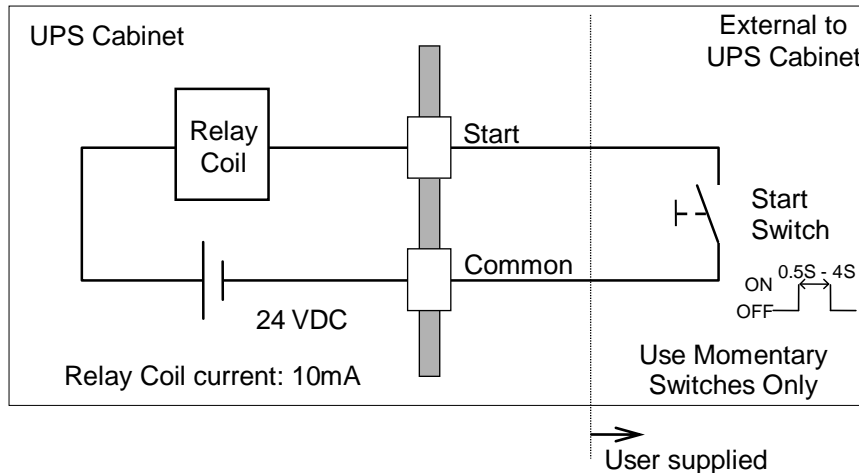 UPS Cabinet
External to
UPS Cabinet
Relay
Coil
Start
Start
Switch
Common
0.5S - 4S
ON
OFF
24 VDC
Relay Coil current: 10mA
Use Momentary
Switches Only
User supplied